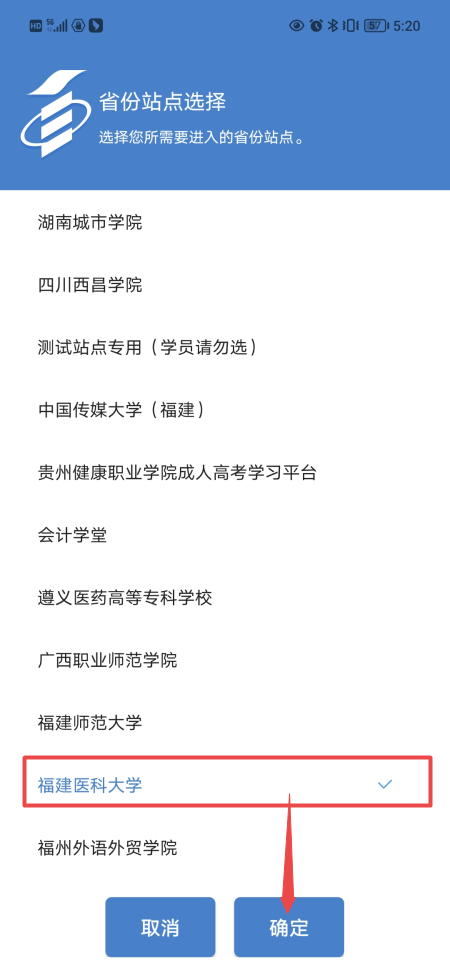 HD 5G 57 5:20
省份站点选择
选择您所需要进入的省份站点。
湖南城市学院
四川西昌学院
测试站点专用（学员请勿选）
中国传媒大学（福建）
贵州健康职业学院成人高考学习平台
会计学堂
遵义医药高等专科学校
广西职业师范学院
福建师范大学
福建医科大学
福州外语外贸学院
取消 确定